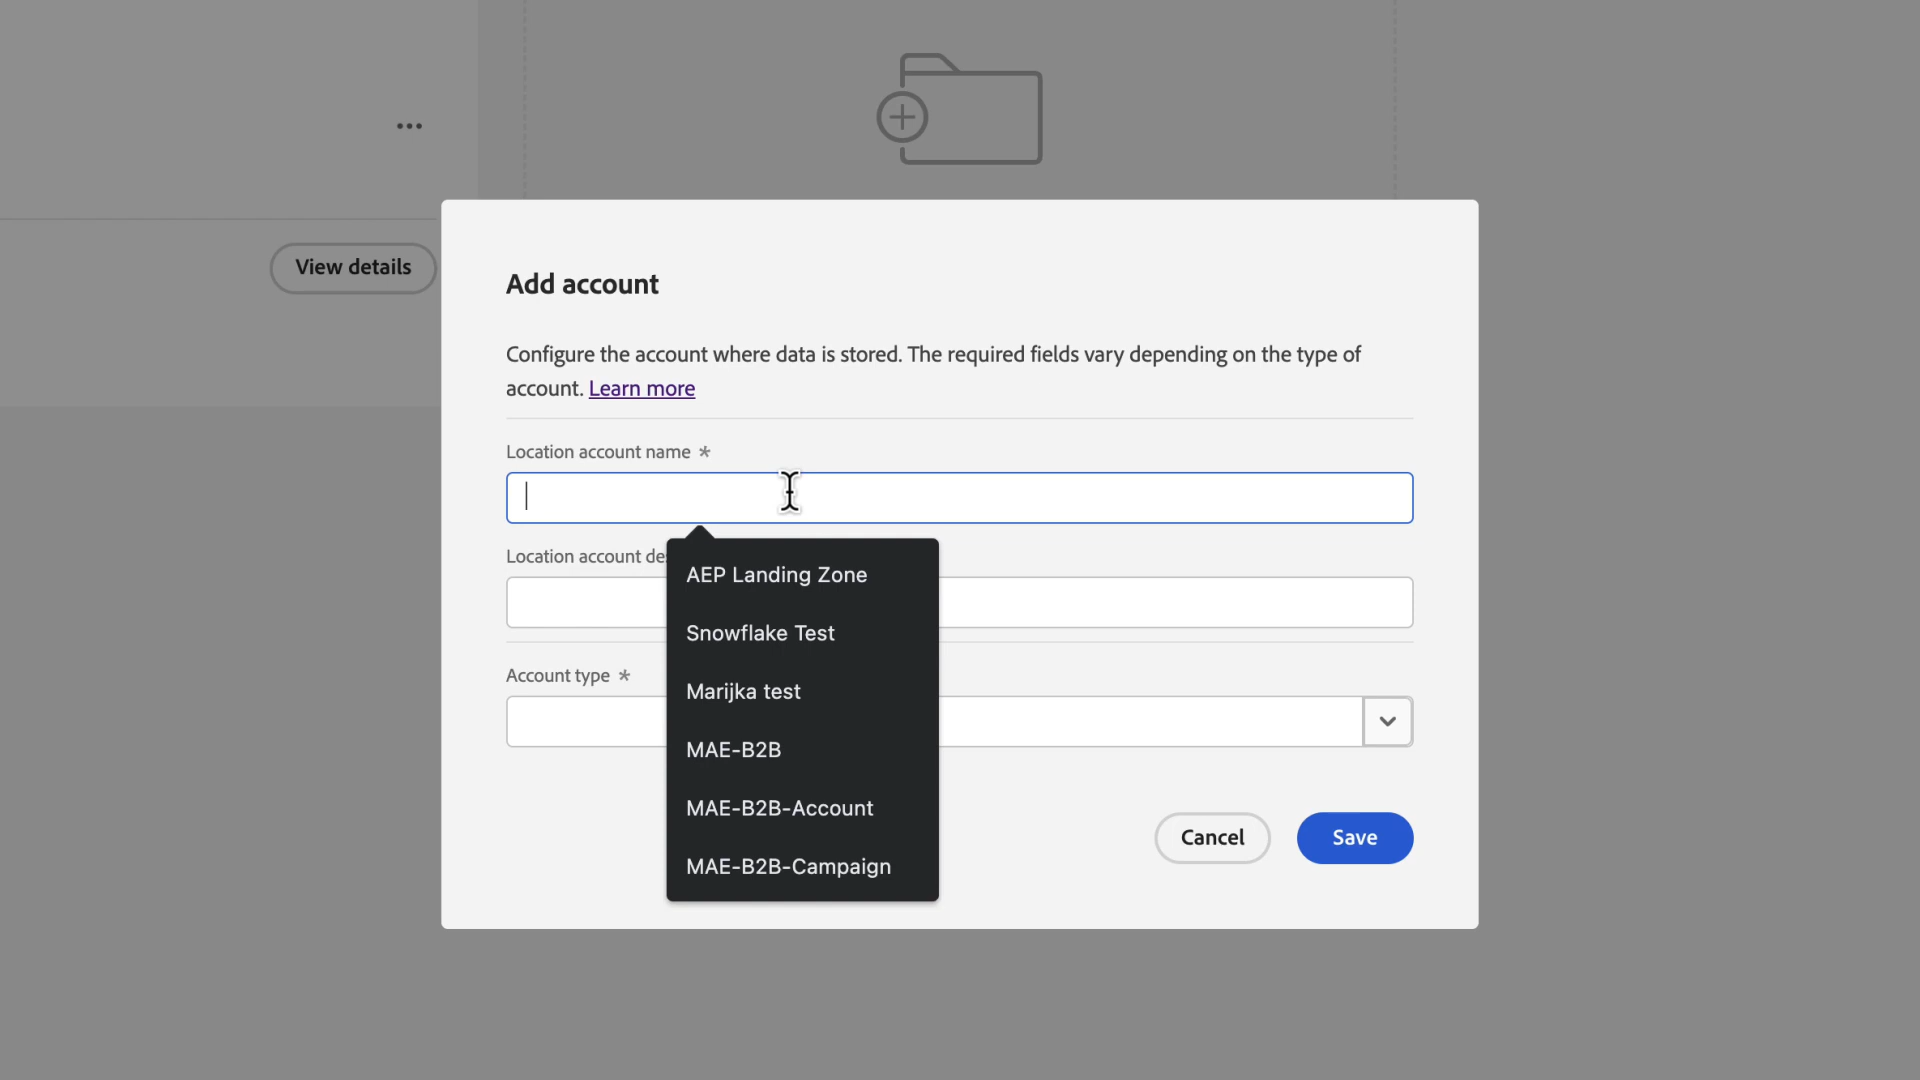 View details
Add account
Configure the account where data is stored. The required fields vary depending on the type of
account. Learn more
Location account name *
Location account de
AEP Landing Zone
Snowflake Test
Account type *
Marijka test
MAE-B2B
MAE-B2B-Account
MAE-B2B-Campaign
Cancel
Save